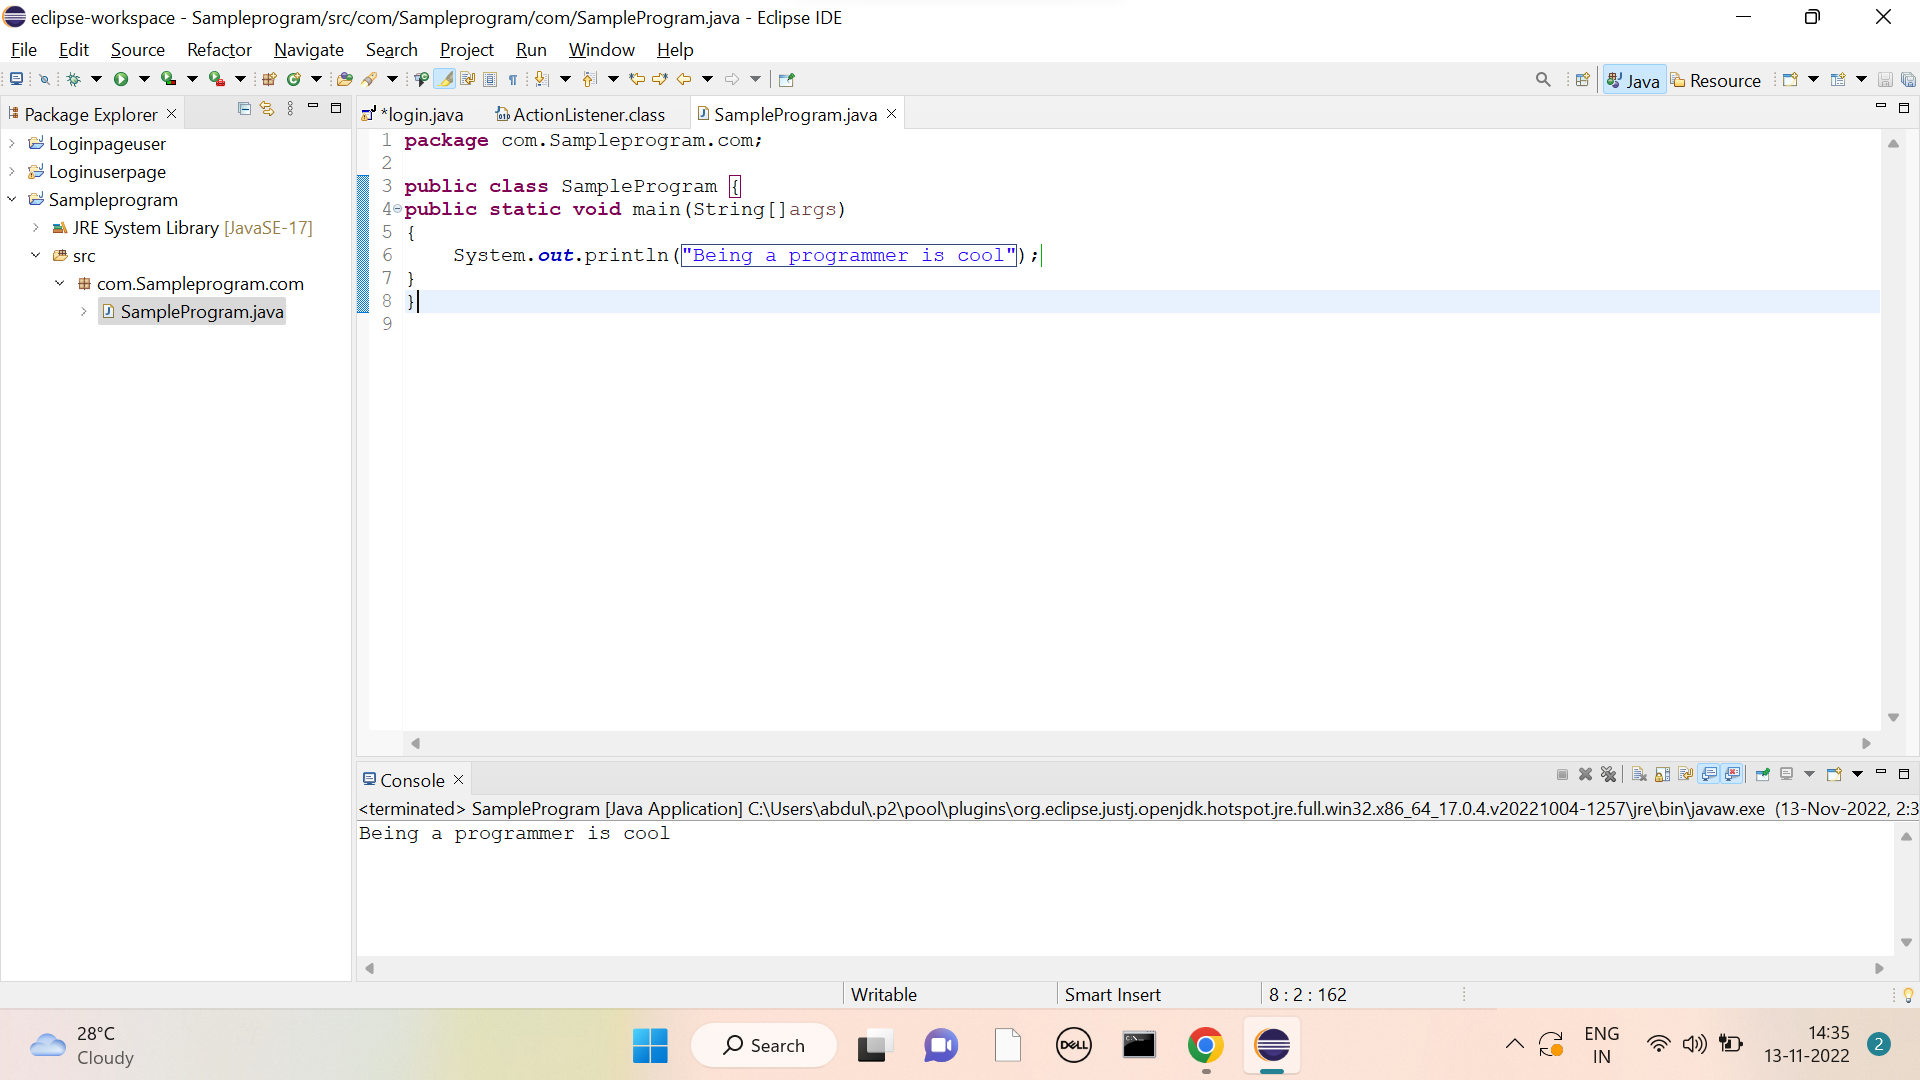 eclipse-workspace - Sampleprogram/src/com/Sampleprogram/com/SampleProgram.java - Eclipse IDE
File Edit Source Refactor Navigate Search Project Run Window Help
Java Resource
Package Explorer
*login.java ActionListener.class SampleProgram.java
Loginpageuser
Loginuserpage
Sampleprogram
JRE System Library [JavaSE-17]
src
com.Sampleprogram.com
SampleProgram.java
1 package com.Sampleprogram.com;
2
3 public class SampleProgram {
4 public static void main(String[]args)
5 {
6 System.out.println("Being a programmer is cool");
7 }
8 }
9
Console
<terminated> SampleProgram [Java Application] C:\Users\abdul\.p2\pool\plugins\org.eclipse.justj.openjdk.hotspot.jre.full.win32.x86_64_17.0.4.v20221004-1257\jre\bin\javaw.exe (13-Nov-2022, 2:3
Being a programmer is cool
Writable Smart Insert 8 : 2 : 162
28°C
Cloudy
Search
DELL
ENG
IN
14:35
13-11-2022
2